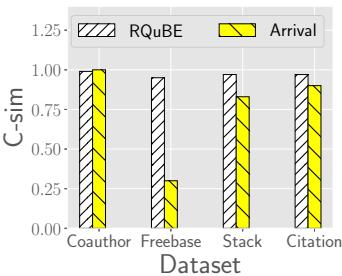 RQuBE Arrival
1.25
1.00
0.75
0.50
0.25
0.00
C-sim
Coauthor Freebase Stack Citation
Dataset